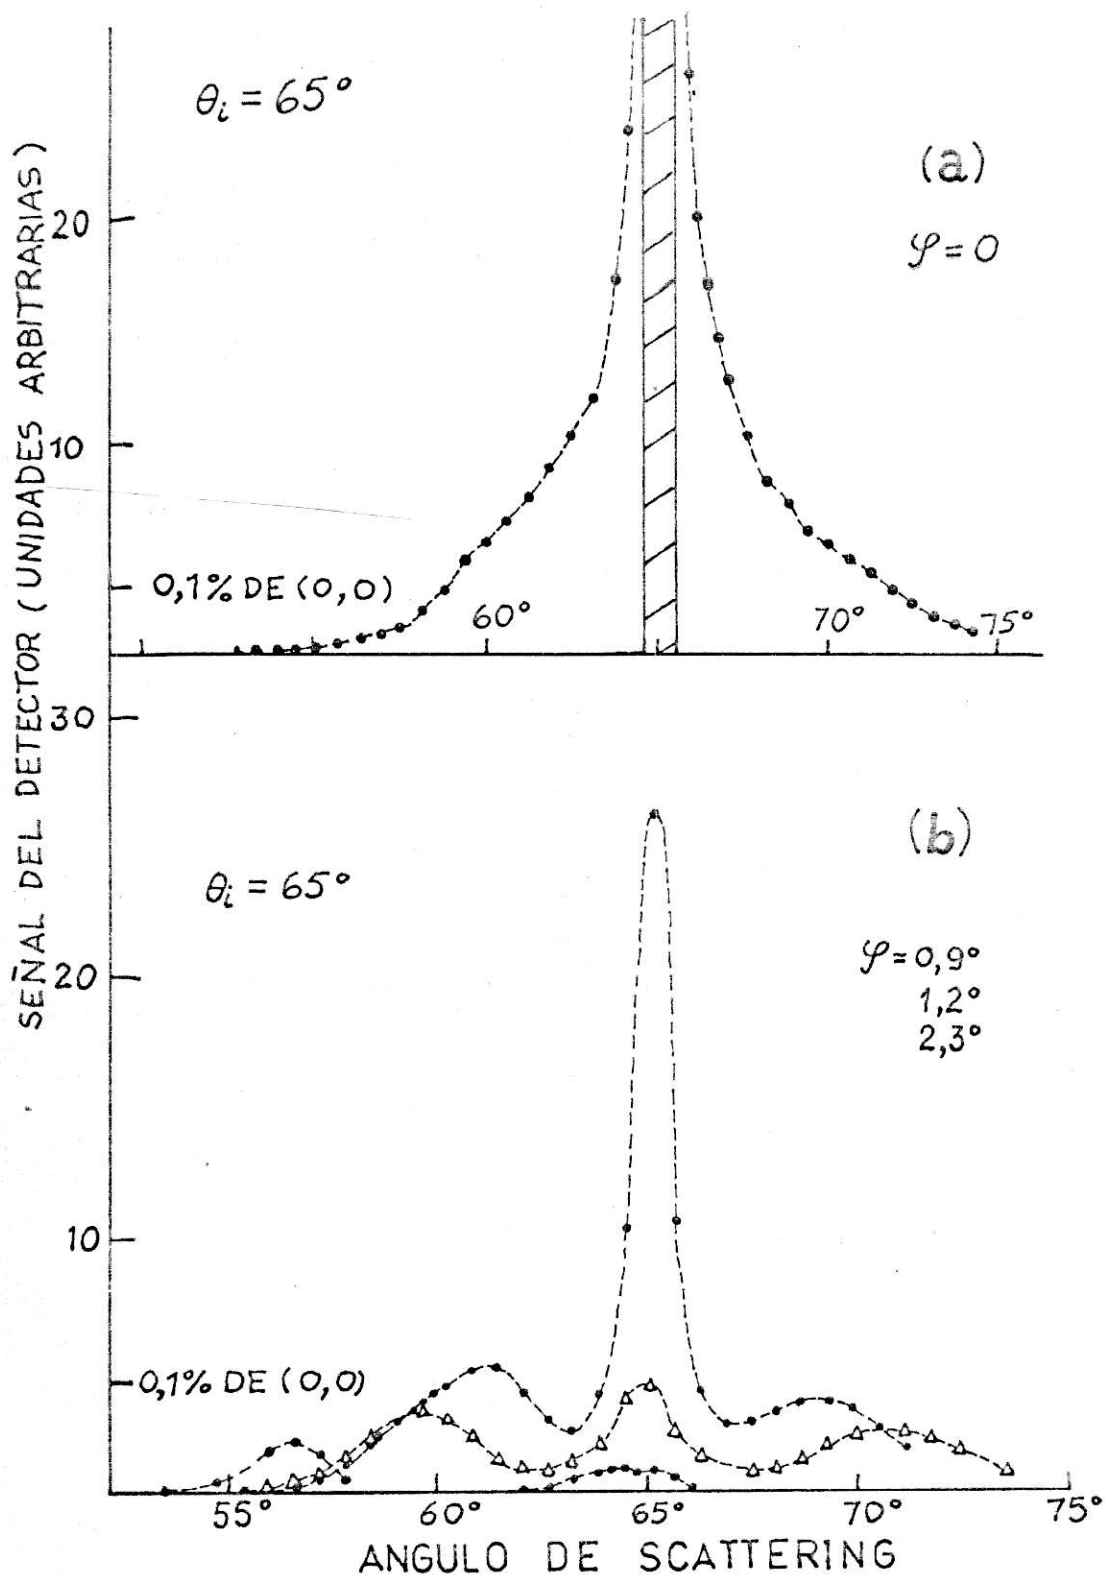 SEÑAL DEL DETECTOR (UNIDADES ARBITRARIAS)
θi = 65°
(a)
φ = 0
20
10
0,1% DE (0,0)
60°
70°
75°
30
(b)
θi = 65°
φ = 0,9°
1,2°
2,3°
20
10
0,1% DE (0,0)
55°
60°
65°
70°
75°
ANGULO DE SCATTERING